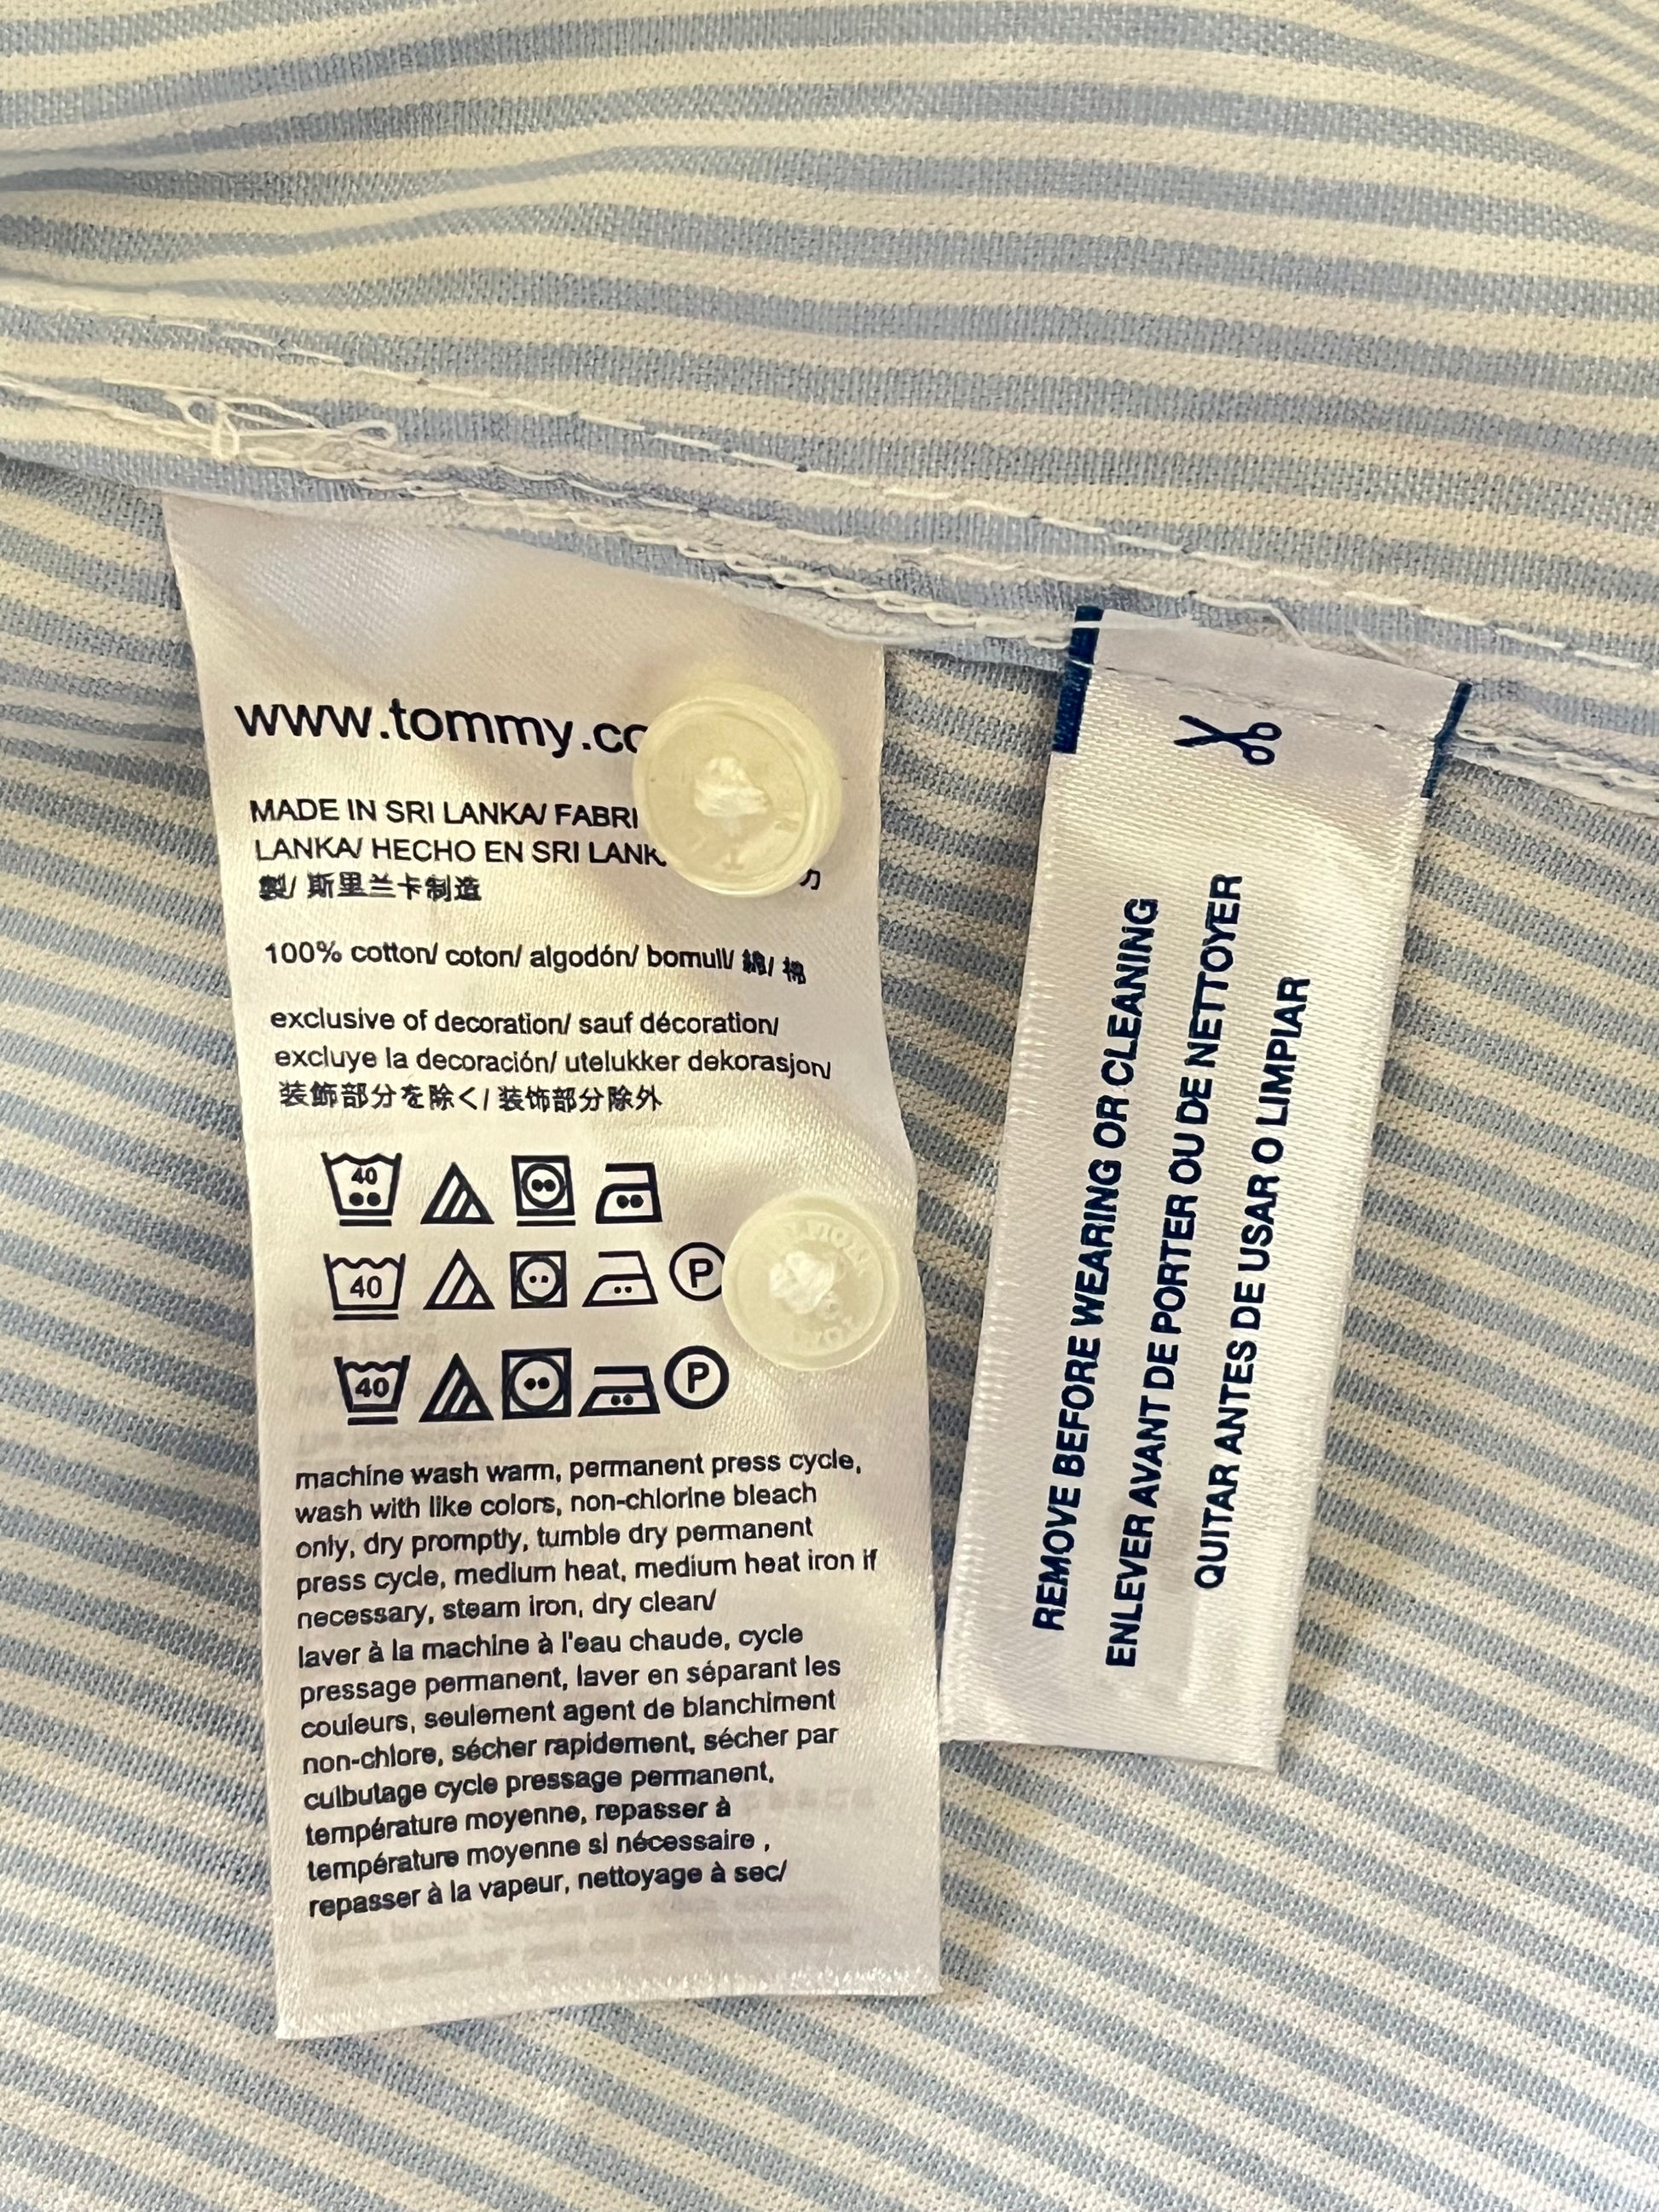 www.tommy.co
MADE IN SRI LANKA/ FABRI
LANKA/ HECHO EN SRI LANK
製/ 斯里兰卡制造
100% cotton/ coton/ algodón/ bomull/ 綿/ 棉
exclusive of decoration/ sauf décoration/
excluye la decoración/ utelukker dekorasjon/
装飾部分を除く/ 装饰部分除外
40
40
P
40
P
machine wash warm, permanent press cycle,
wash with like colors, non-chlorine bleach
only, dry promptly, tumble dry permanent
press cycle, medium heat, medium heat iron if
necessary, steam iron, dry clean/
laver à la machine à l'eau chaude, cycle
pressage permanent, laver en séparant les
couleurs, seulement agent de blanchiment
non-chlore, sécher rapidement, sécher par
culbutage cycle pressage permanent,
température moyenne, repasser à
température moyenne si nécessaire ,
repasser à la vapeur, nettoyage à sec/
REMOVE BEFORE WEARING OR CLEANING
ENLEVER AVANT DE PORTER OU DE NETTOYER
QUITAR ANTES DE USAR O LIMPIAR